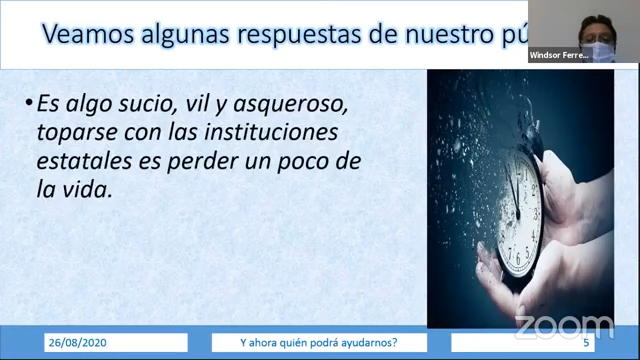 Veamos algunas respuestas de nuestro
Windsor Ferre...
• Es algo sucio, vil y asqueroso,
toparse con las instituciones
estatales es perder un poco de
la vida.
zoom
26/08/2020
Y ahora quién podrá ayudarnos?
5